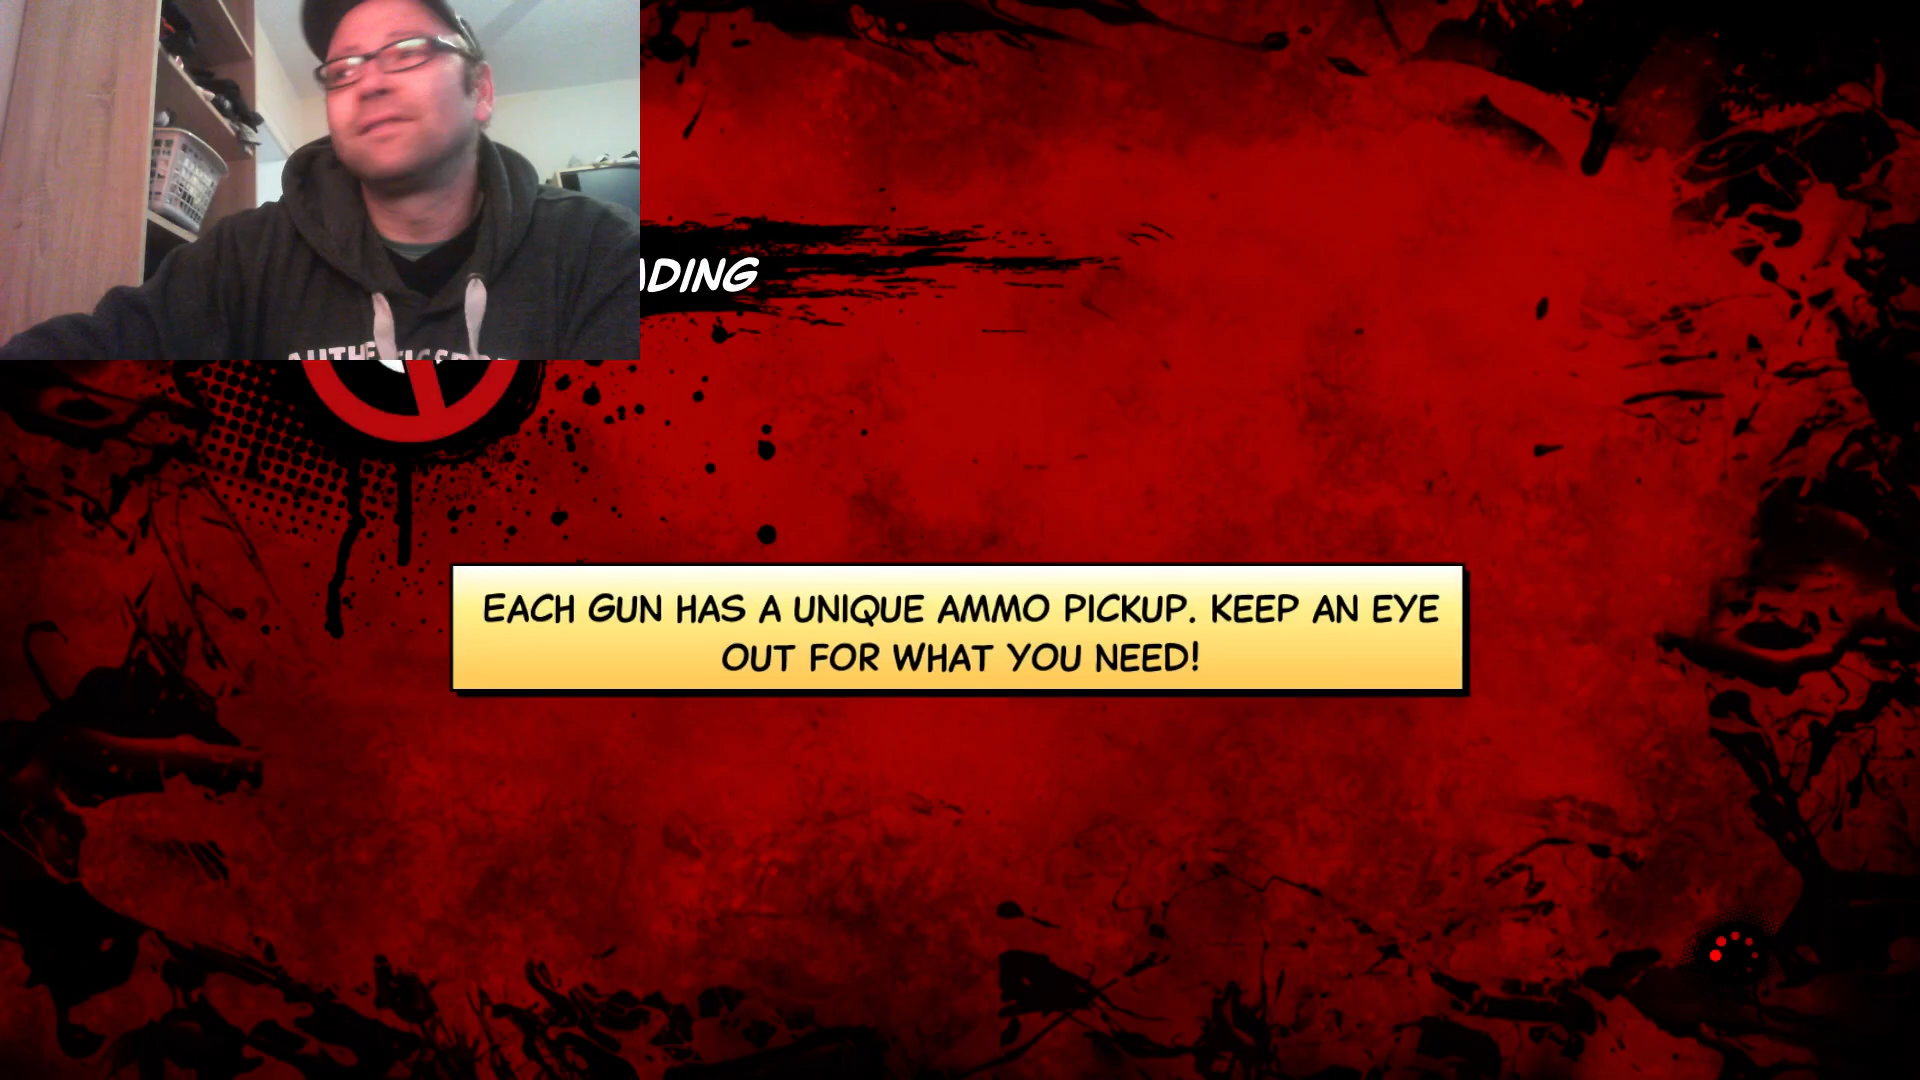 ADING
EACH GUN HAS A UNIQUE AMMO PICKUP. KEEP AN EYE
OUT FOR WHAT YOU NEED!